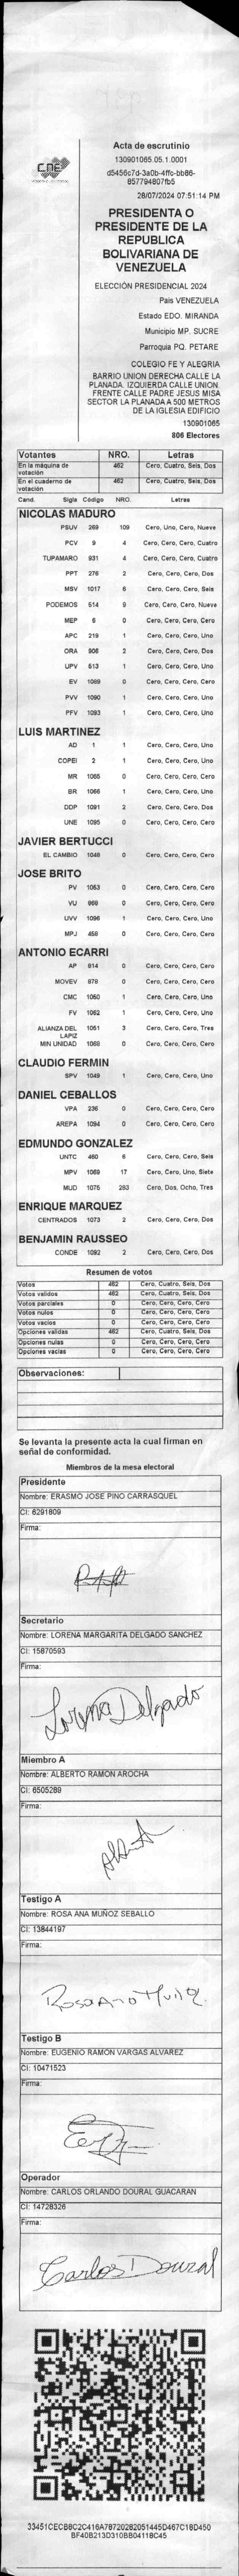 CNE
Acta de escrutinio
130901065.05.1.0001
d5456c7d-3a0b-4ffc-bb86-
857794807fb5
28/07/2024 07:51:14 PM
PRESIDENTA O
PRESIDENTE DE LA
REPUBLICA
BOLIVARIANA DE
VENEZUELA
ELECCIÓN PRESIDENCIAL 2024
País VENEZUELA
Estado EDO. MIRANDA
Municipio MP. SUCRE
Parroquia PQ. PETARE
COLEGIO FE Y ALEGRIA
BARRIO UNION DERECHA CALLE LA
PLANADA. IZQUIERDA CALLE UNION.
FRENTE CALLE PADRE JESUS MISA
SECTOR LA PLANADA A 500 METROS
DE LA IGLESIA EDIFICIO
130901065
806 Electores
Votantes NRO. Letras
En la máquina de votación 462 Cero, Cuatro, Seis, Dos
En el cuaderno de votación 462 Cero, Cuatro, Seis, Dos
Cand. Sigla Código NRO. Letras
NICOLAS MADURO
PSUV 269 109 Cero, Uno, Cero, Nueve
PCV 9 4 Cero, Cero, Cero, Cuatro
TUPAMARO 931 4 Cero, Cero, Cero, Cuatro
PPT 276 2 Cero, Cero, Cero, Dos
MSV 1017 6 Cero, Cero, Cero, Seis
PODEMOS 514 9 Cero, Cero, Cero, Nueve
MEP 6 0 Cero, Cero, Cero, Cero
APC 219 1 Cero, Cero, Cero, Uno
ORA 906 2 Cero, Cero, Cero, Dos
UPV 513 1 Cero, Cero, Cero, Uno
EV 1089 0 Cero, Cero, Cero, Cero
PVV 1090 1 Cero, Cero, Cero, Uno
PFV 1093 1 Cero, Cero, Cero, Uno
LUIS MARTINEZ
AD 1 1 Cero, Cero, Cero, Uno
COPEI 2 1 Cero, Cero, Cero, Uno
MR 1065 0 Cero, Cero, Cero, Cero
BR 1066 1 Cero, Cero, Cero, Uno
DDP 1091 2 Cero, Cero, Cero, Dos
UNE 1095 0 Cero, Cero, Cero, Cero
JAVIER BERTUCCI
EL CAMBIO 1048 0 Cero, Cero, Cero, Cero
JOSE BRITO
PV 1053 0 Cero, Cero, Cero, Cero
VU 969 0 Cero, Cero, Cero, Cero
UVV 1096 1 Cero, Cero, Cero, Uno
MPJ 458 0 Cero, Cero, Cero, Cero
ANTONIO ECARRI
AP 814 0 Cero, Cero, Cero, Cero
MOVEV 878 0 Cero, Cero, Cero, Cero
CMC 1050 1 Cero, Cero, Cero, Uno
FV 1062 1 Cero, Cero, Cero, Uno
ALIANZA DEL LAPIZ 1051 3 Cero, Cero, Cero, Tres
MIN UNIDAD 1068 0 Cero, Cero, Cero, Cero
CLAUDIO FERMIN
SPV 1049 1 Cero, Cero, Cero, Uno
DANIEL CEBALLOS
VPA 236 0 Cero, Cero, Cero, Cero
AREPA 1094 0 Cero, Cero, Cero, Cero
EDMUNDO GONZALEZ
UNTC 460 6 Cero, Cero, Cero, Seis
MPV 1069 17 Cero, Cero, Uno, Siete
MUD 1075 283 Cero, Dos, Ocho, Tres
ENRIQUE MARQUEZ
CENTRADOS 1073 2 Cero, Cero, Cero, Dos
BENJAMIN RAUSSEO
CONDE 1092 2 Cero, Cero, Cero, Dos
Resumen de votos
Votos 462 Cero, Cuatro, Seis, Dos
Votos validos 462 Cero, Cuatro, Seis, Dos
Votos parciales 0 Cero, Cero, Cero, Cero
Votos nulos 0 Cero, Cero, Cero, Cero
Votos vacios 0 Cero, Cero, Cero, Cero
Opciones validas 462 Cero, Cuatro, Seis, Dos
Opciones nulas 0 Cero, Cero, Cero, Cero
Opciones vacias 0 Cero, Cero, Cero, Cero
Observaciones:
Se levanta la presente acta la cual firman en
señal de conformidad.
Miembros de la mesa electoral
Presidente
Nombre: ERASMO JOSE PINO CARRASQUEL
CI: 6291809
Firma:
Secretario
Nombre: LORENA MARGARITA DELGADO SANCHEZ
CI: 15870593
Firma:
Lorena Delgado
Miembro A
Nombre: ALBERTO RAMON AROCHA
CI: 6505289
Firma:
Testigo A
Nombre: ROSA ANA MUÑOZ SEBALLO
CI: 13844197
Firma:
Rosa Ana Muñoz
Testigo B
Nombre: EUGENIO RAMON VARGAS ALVAREZ
CI: 10471523
Firma:
Operador
Nombre: CARLOS ORLANDO DOURAL GUACARAN
CI: 14728326
Firma:
Carlos Doural
33451CECB8C2C416A78720282051445D467C18D450
BF40B213D310BB04118C45